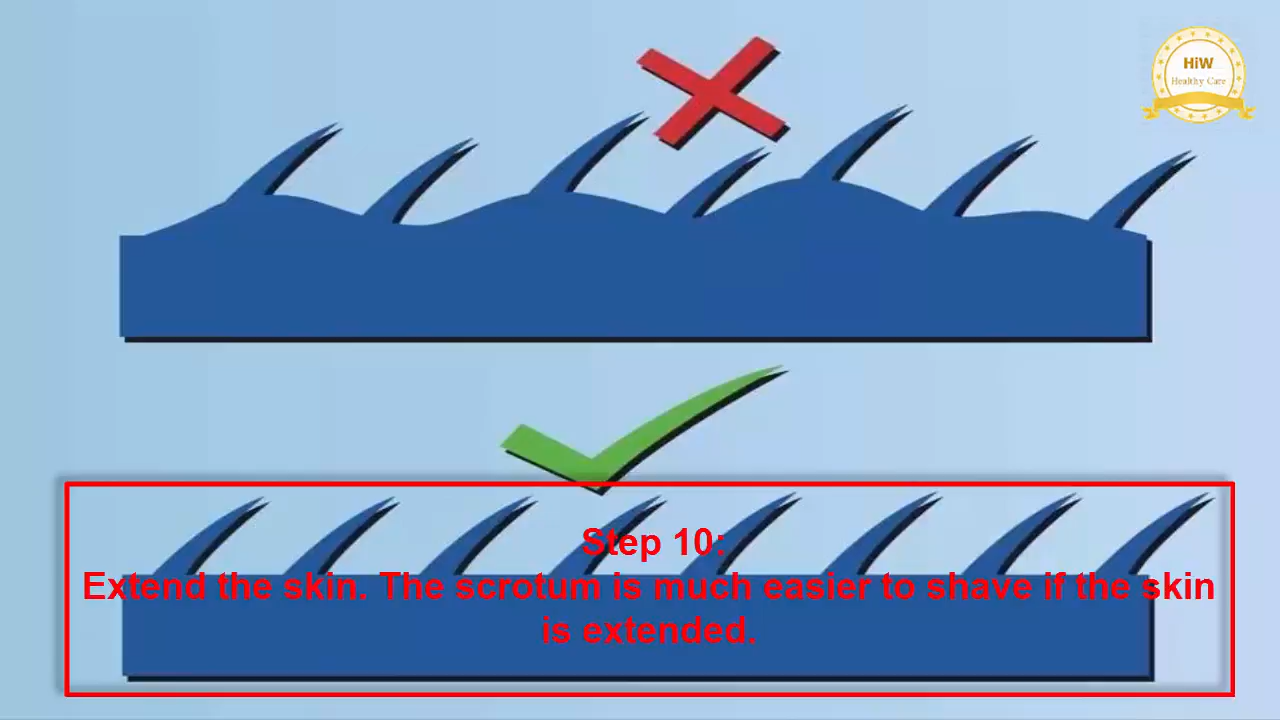 HiW
Healthy Care
Step 10:
Extend the skin. The scrotum is much easier to shave if the skin
is extended.